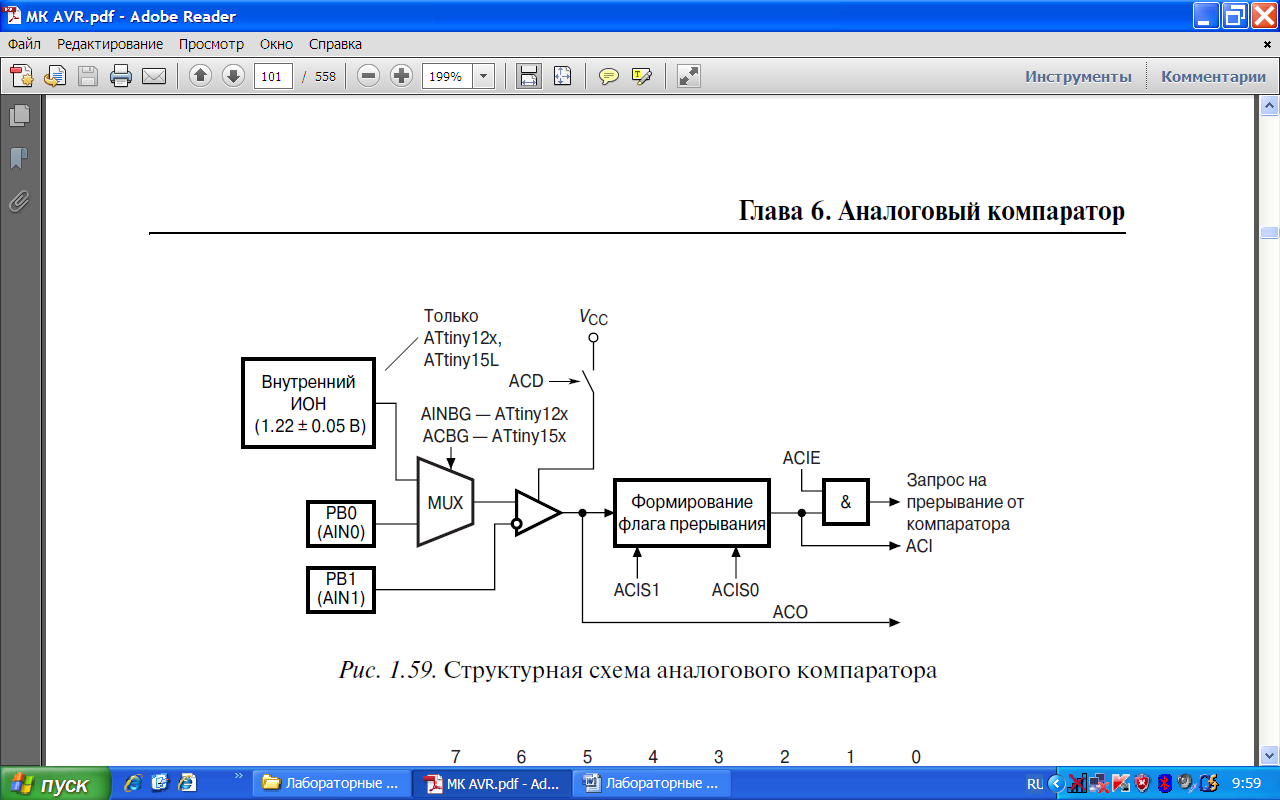 МК AVR.pdf - Adobe Reader
Файл Редактирование Просмотр Окно Справка
101 / 558 199% Инструменты Комментарии
Глава 6. Аналоговый компаратор
Только
ATtiny12x,
ATtiny15L
VCC
Внутренний
ИОН
(1.22 ± 0.05 В)
ACD
AINBG — ATtiny12x
ACBG — ATtiny15x
MUX
PB0
(AIN0)
PB1
(AIN1)
Формирование
флага прерывания
ACIE
&
Запрос на
прерывание от
компаратора
ACI
ACIS1 ACIS0
ACO
Рис. 1.59. Структурная схема аналогового компаратора
7 6 5 4 3 2 1 0
пуск
»
Лабораторные ...
МК AVR.pdf - Ad...
Лабораторные ...
RU
9:59